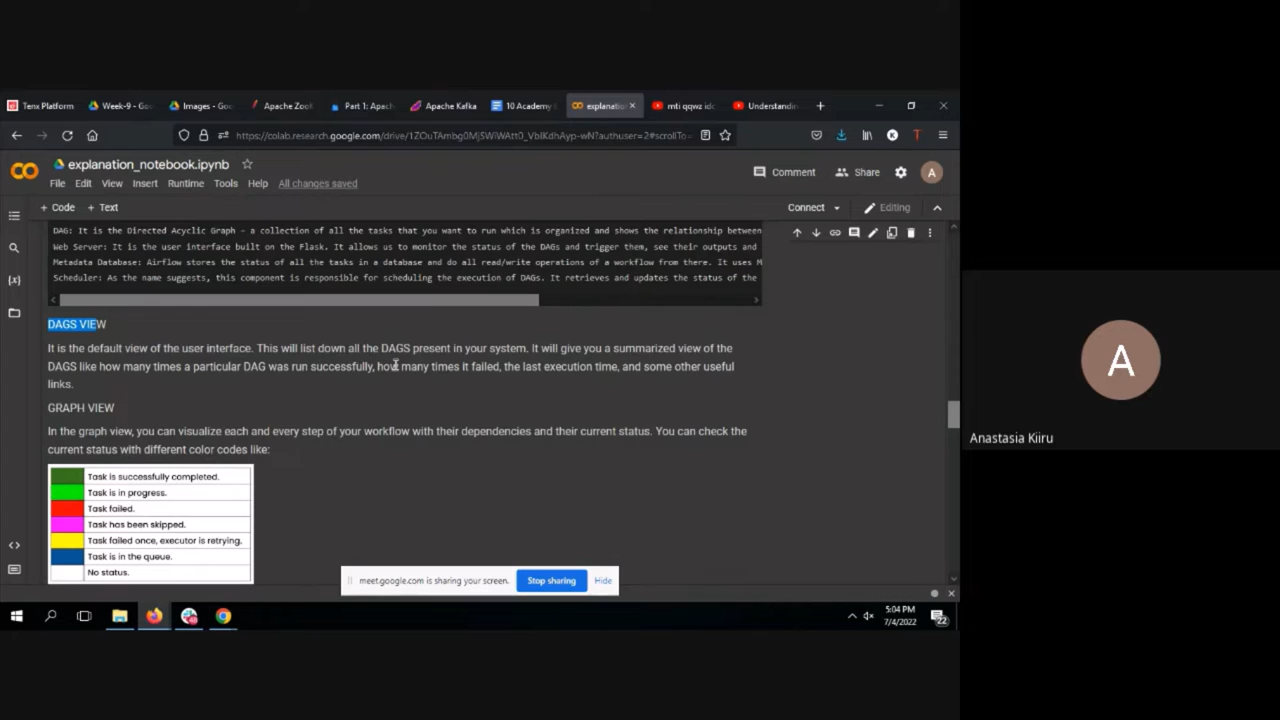 Tenx Platform
Week-9 - Goo
Images - Goo
Apache Zook
Part 1: Apach
Apache Kafka
10 Academy
explanation
mti qqwz idc
Understandin
https://colab.research.google.com/drive/
explanation_notebook.ipynb
Comment
Share
A
File Edit View Insert Runtime Tools Help All changes saved
+ Code + Text
Connect
Editing
DAG: It is the Directed Acyclic Graph – a collection of all the tasks that you want to run which is organized and shows the relationship between
Web Server: It is the user interface built on the Flask. It allows us to monitor the status of the DAGs and trigger them, see their outputs and
Metadata Database: Airflow stores the status of all the tasks in a database and do all read/write operations of a workflow from there. It uses M
Scheduler: As the name suggests, this component is responsible for scheduling the execution of DAGs. It retrieves and updates the status of the
DAGS VIEW
It is the default view of the user interface. This will list down all the DAGS present in your system. It will give you a summarized view of the
DAGS like how many times a particular DAG was run successfully, how many times it failed, the last execution time, and some other useful
links.
GRAPH VIEW
In the graph view, you can visualize each and every step of your workflow with their dependencies and their current status. You can check the
current status with different color codes like:
Task is successfully completed.
Task is in progress.
Task failed.
Task has been skipped.
Task failed once, executor is retrying.
Task is in the queue.
No status.
meet.google.com is sharing your screen.
Stop sharing
Hide
5:04 PM
7/4/2022
22
A
Anastasia Kiiru